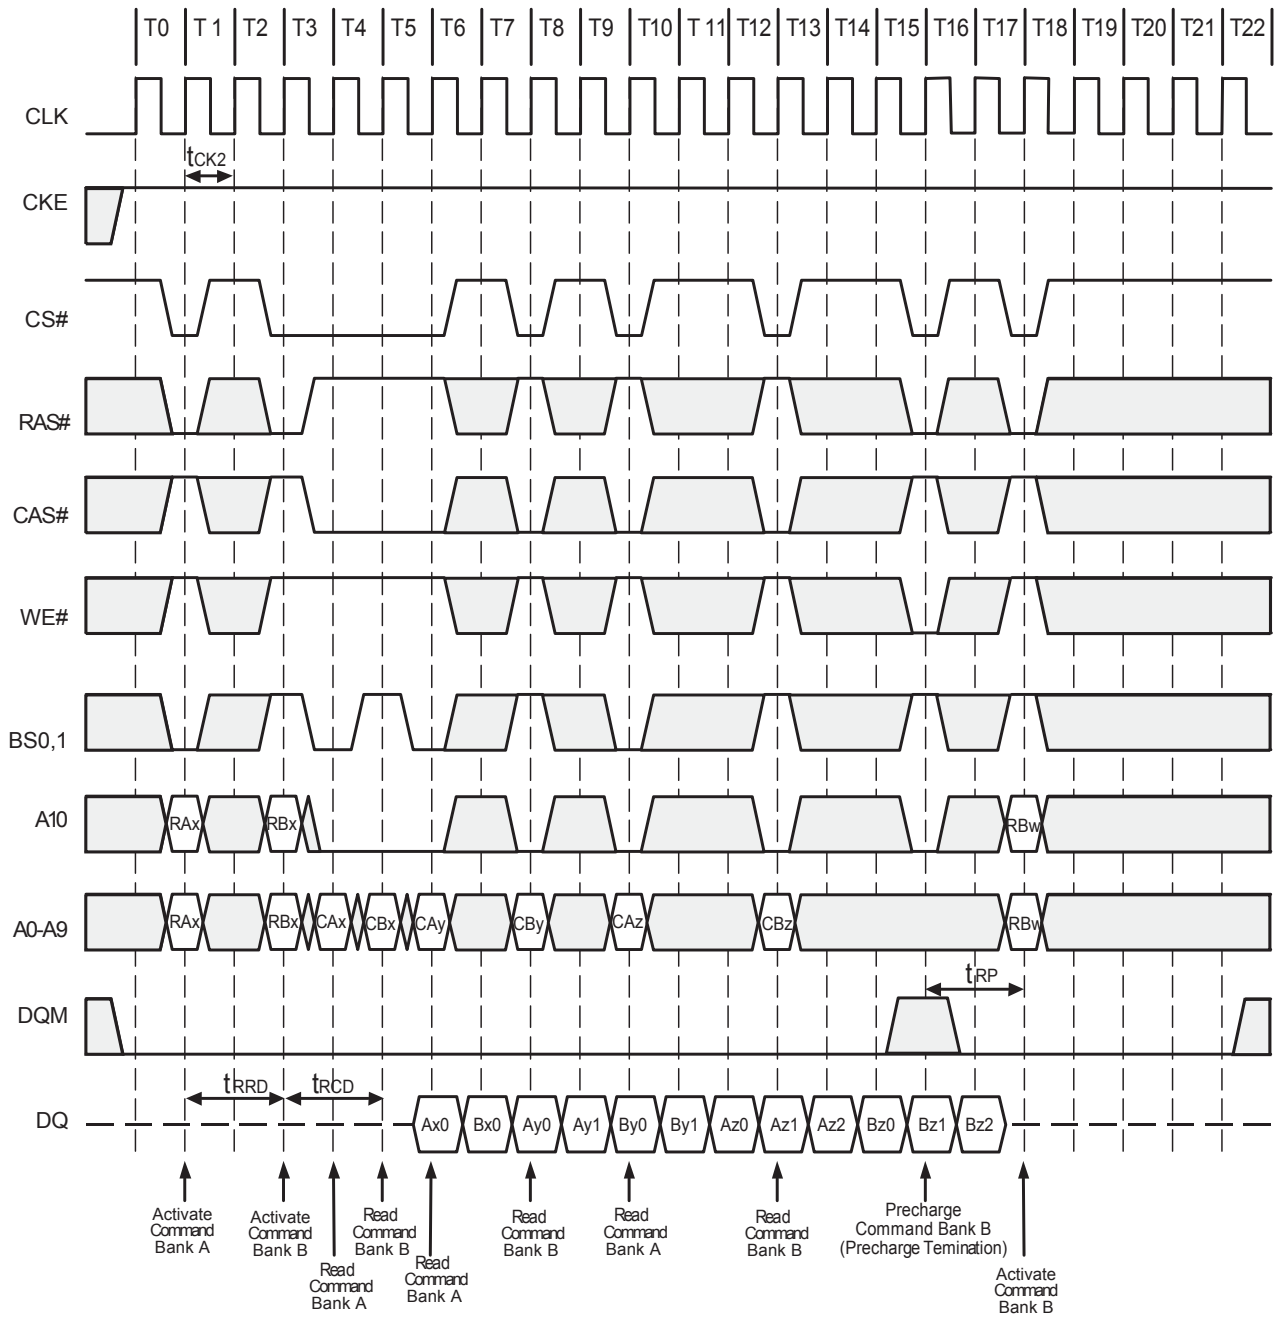 T0 T 1 T2 T3 T4 T5 T6 T7 T8 T9 T10 T 11 T12 T13 T14 T15 T16 T17 T18 T19 T20 T21 T22
CLK
tCK2
CKE
CS#
RAS#
CAS#
WE#
BS0,1
A10
RAx RBx RBw
A0-A9
RAx RBx CAx CBx CAy CBy CAz CBz RBw
tRP
DQM
tRRD tRCD
DQ
Ax0 Bx0 Ay0 Ay1 By0 By1 Az0 Az1 Az2 Bz0 Bz1 Bz2
Activate
Command
Bank A
Activate
Command
Bank B
Read
Command
Bank A
Read
Command
Bank B
Read
Command
Bank A
Read
Command
Bank B
Read
Command
Bank A
Read
Command
Bank B
Precharge
Command Bank B
(Precharge Temination)
Activate
Command
Bank B